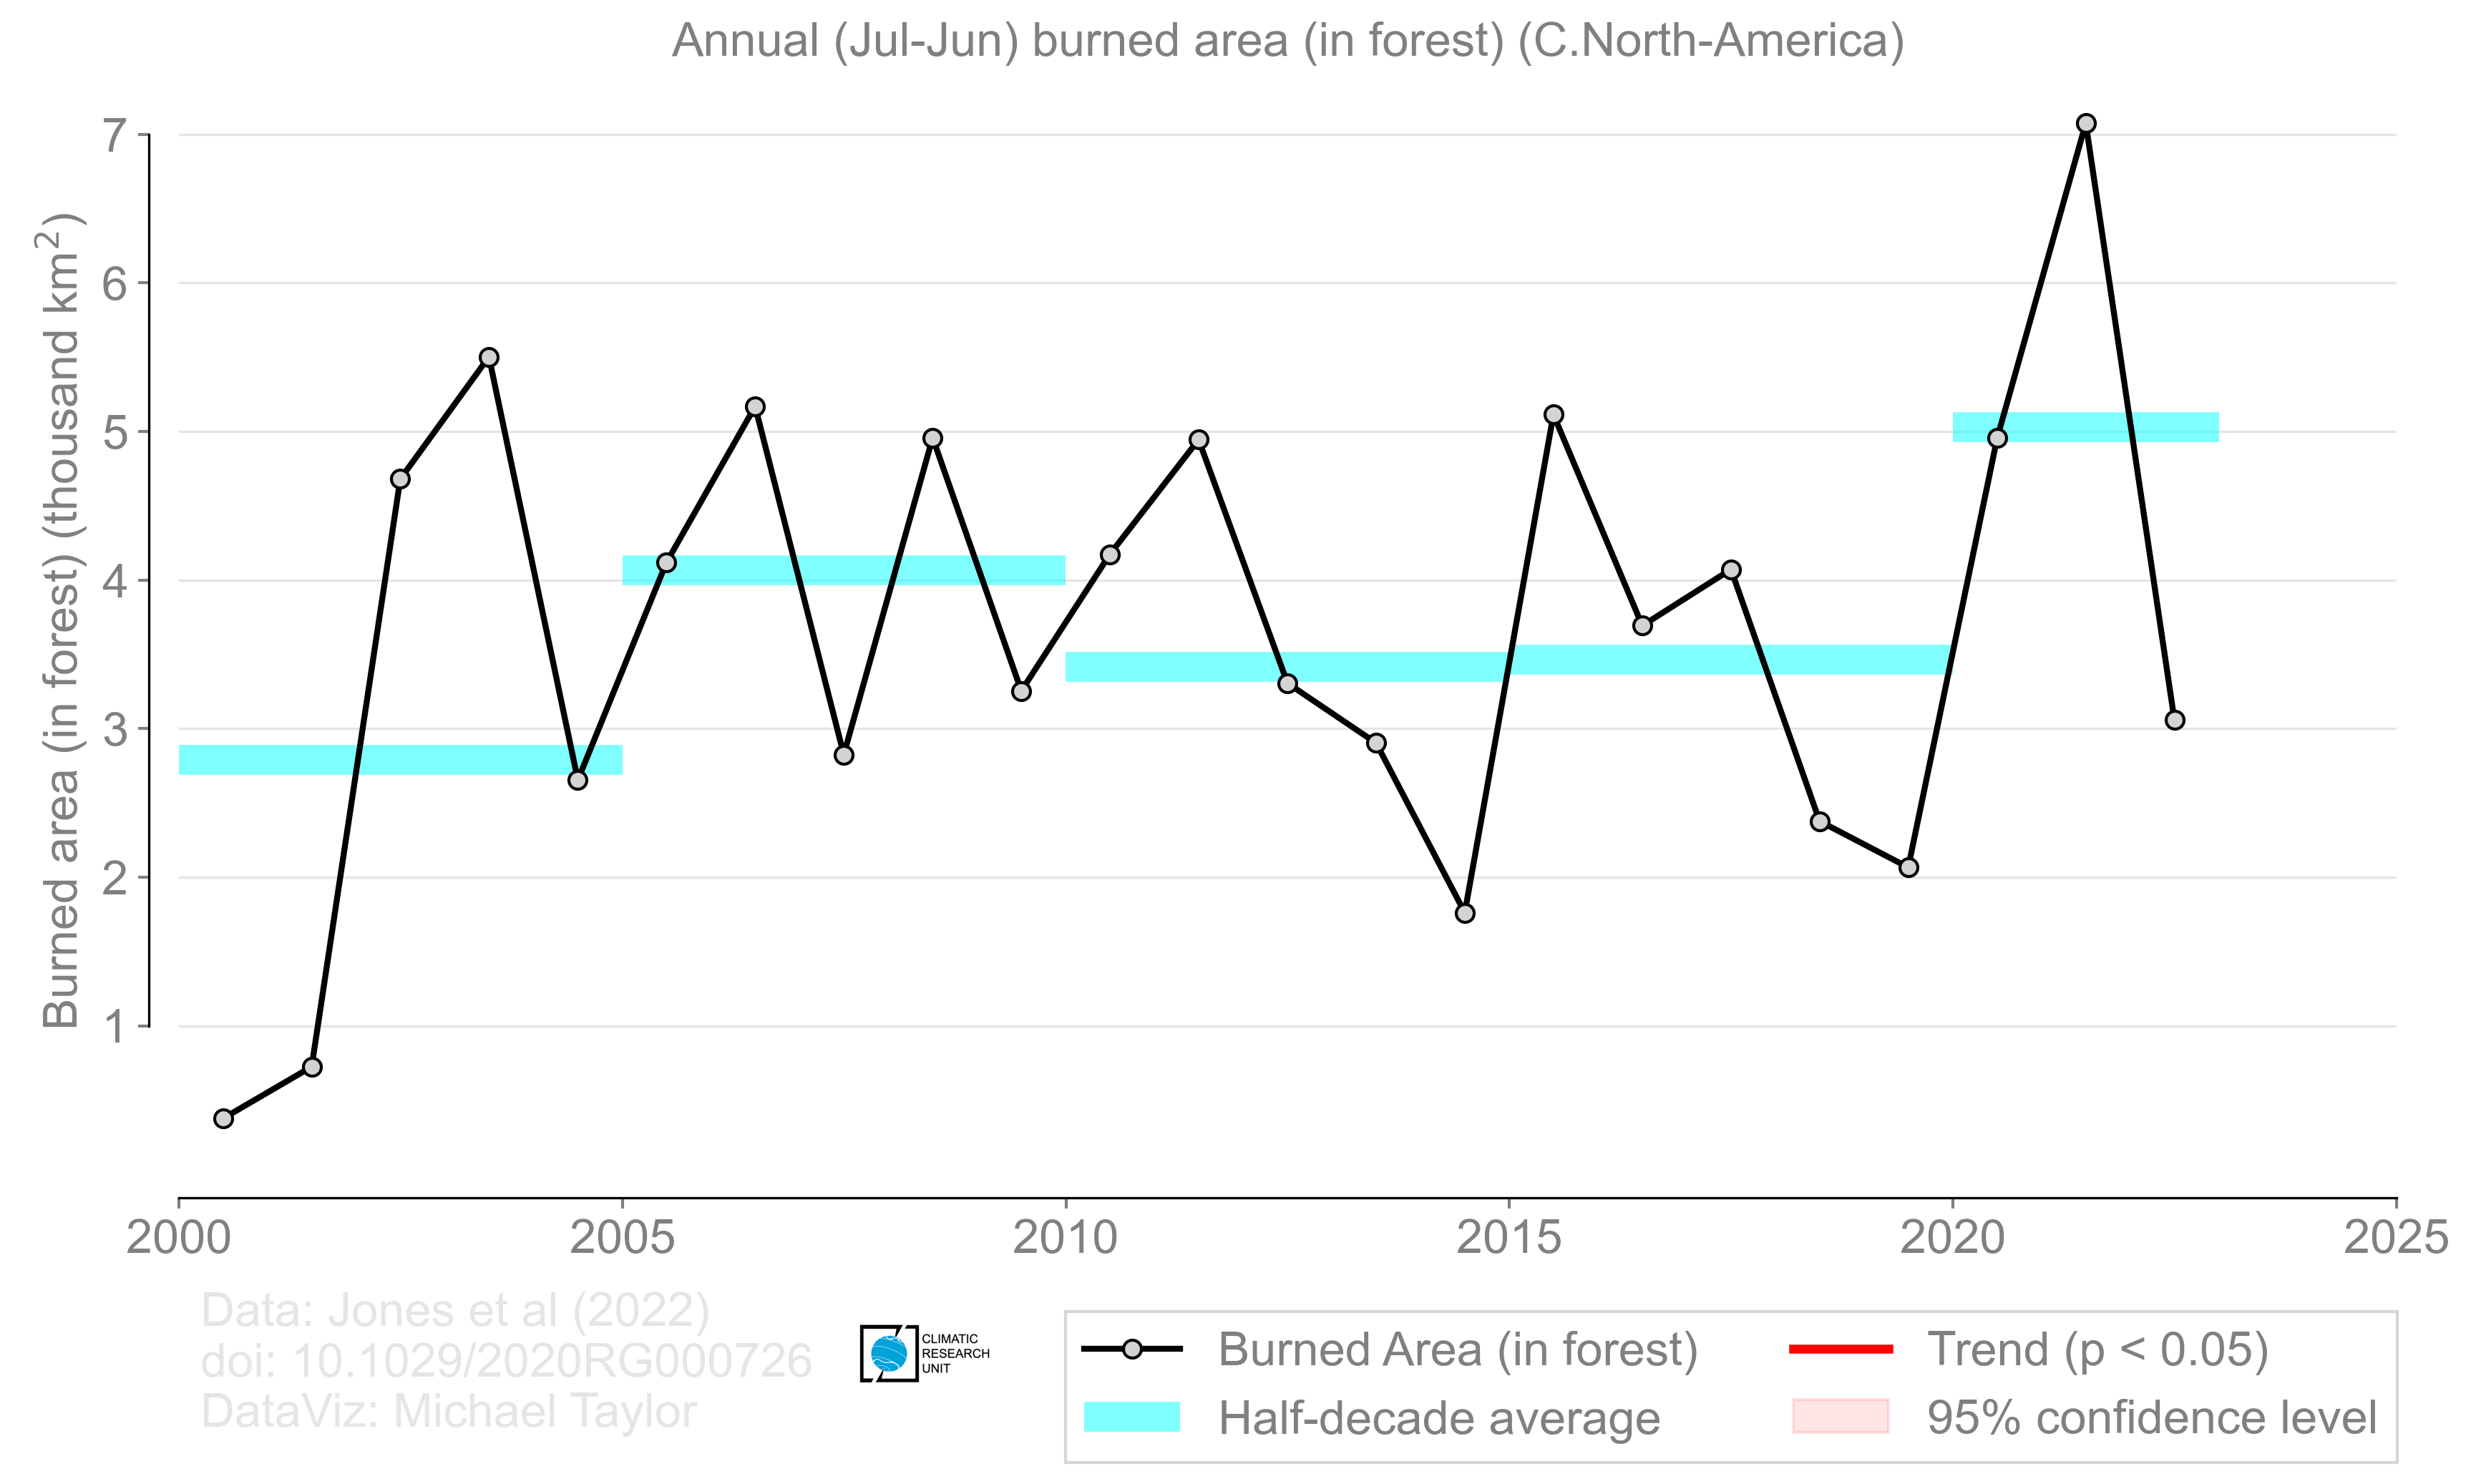 Annual (Jul-Jun) burned area (in forest) (C.North-America)
Burned area (in forest) (thousand km²)
7
6
5
4
3
2
1
2000
2005
2010
2015
2020
2025
Data: Jones et al (2022)
doi: 10.1029/2020RG000726
DataViz: Michael Taylor
CLIMATIC
RESEARCH
UNIT
Burned Area (in forest)
Half-decade average
Trend (p < 0.05)
95% confidence level